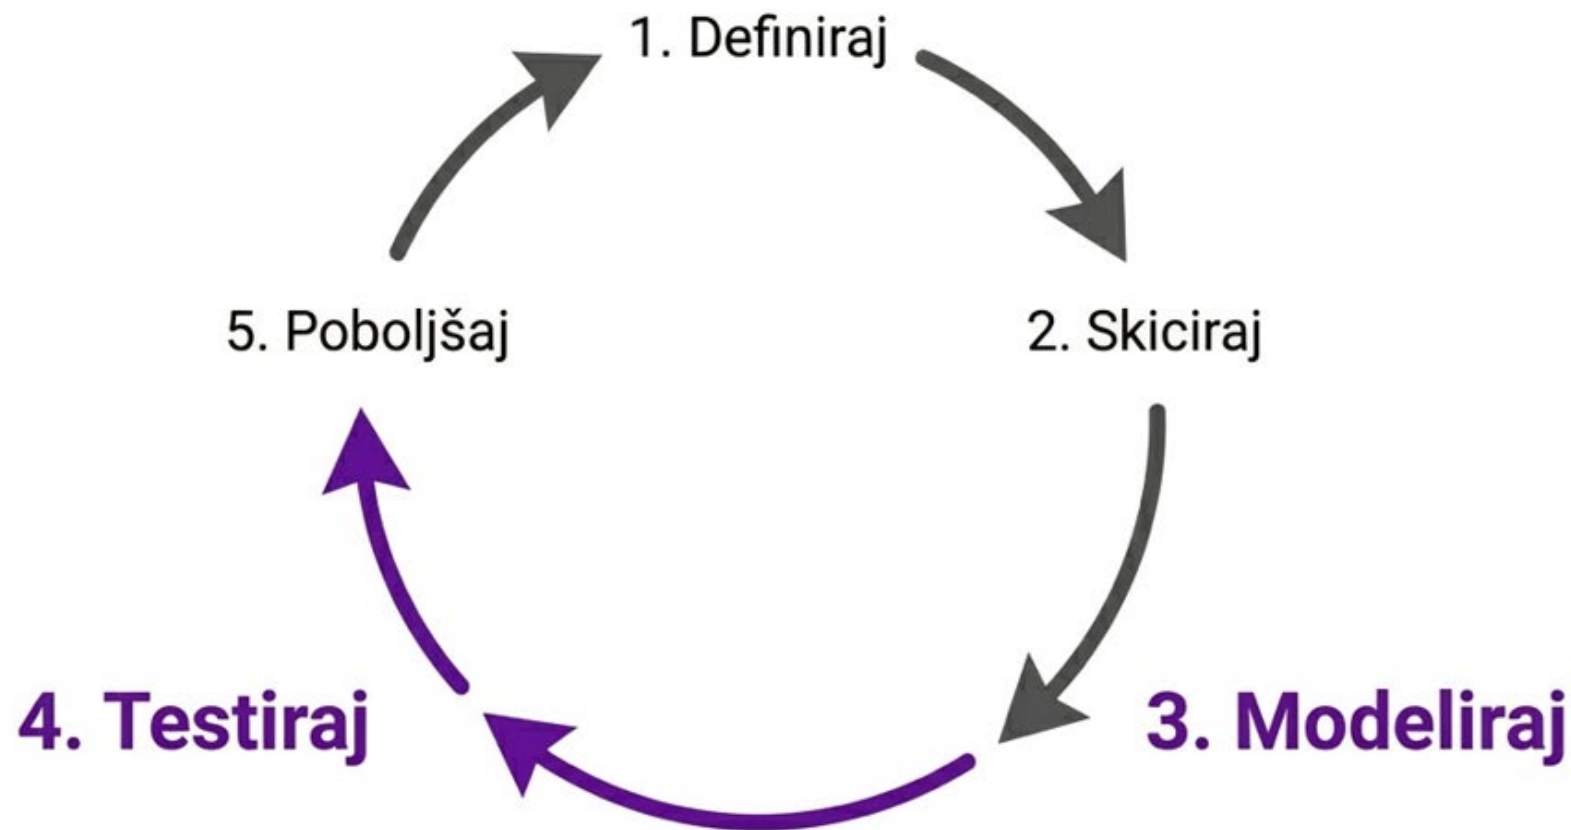 1. Definiraj
2. Skiciraj
3. Modeliraj
4. Testiraj
5. Poboljšaj